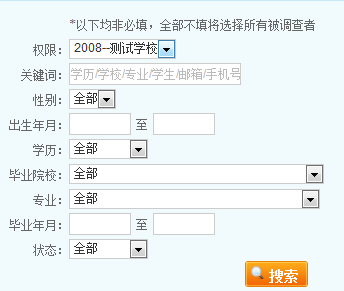 *以下均非必填，全部不填将选择所有被调查者
权限： 2008--测试学校
关键词： 学历/学校/专业/学生/邮箱/手机号
性别： 全部
出生年月： 至
学历： 全部
毕业院校： 全部
专业： 全部
毕业年月： 至
状态： 全部
搜索